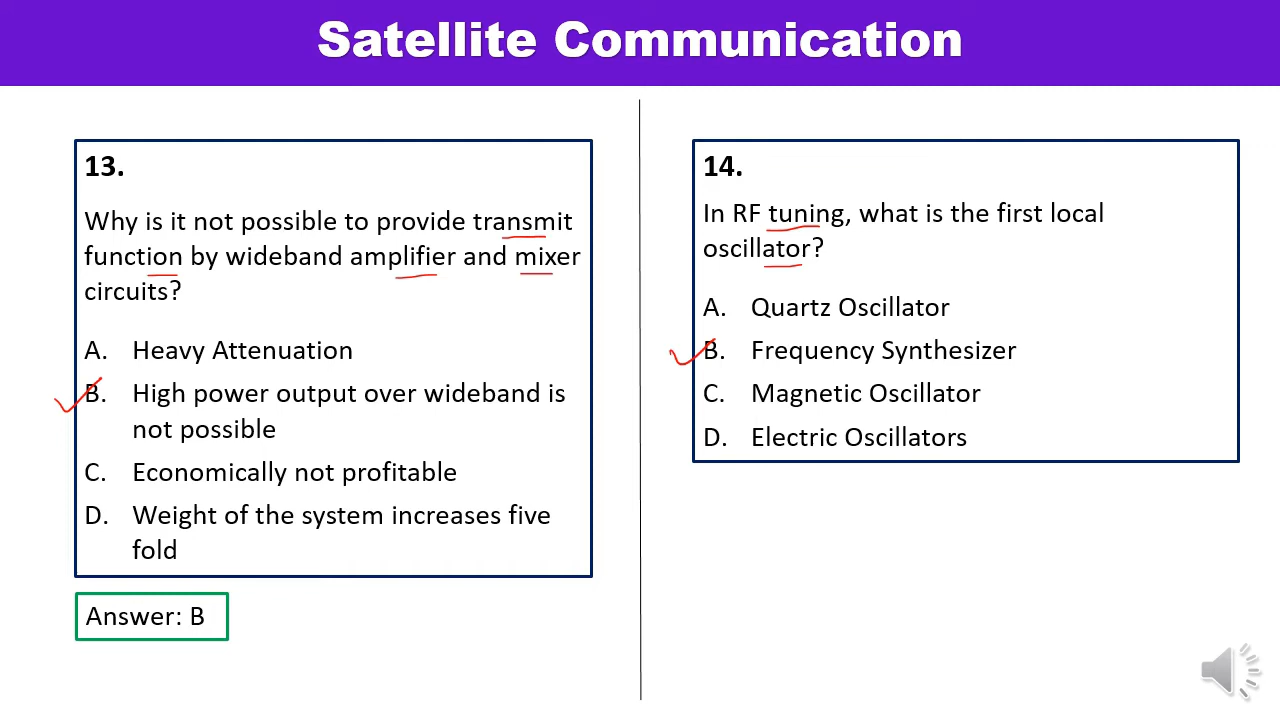 Satellite Communication
13.
Why is it not possible to provide transmit
function by wideband amplifier and mixer
circuits?
A. Heavy Attenuation
B. High power output over wideband is
not possible
C. Economically not profitable
D. Weight of the system increases five
fold
Answer: B
14.
In RF tuning, what is the first local
oscillator?
A. Quartz Oscillator
B. Frequency Synthesizer
C. Magnetic Oscillator
D. Electric Oscillators